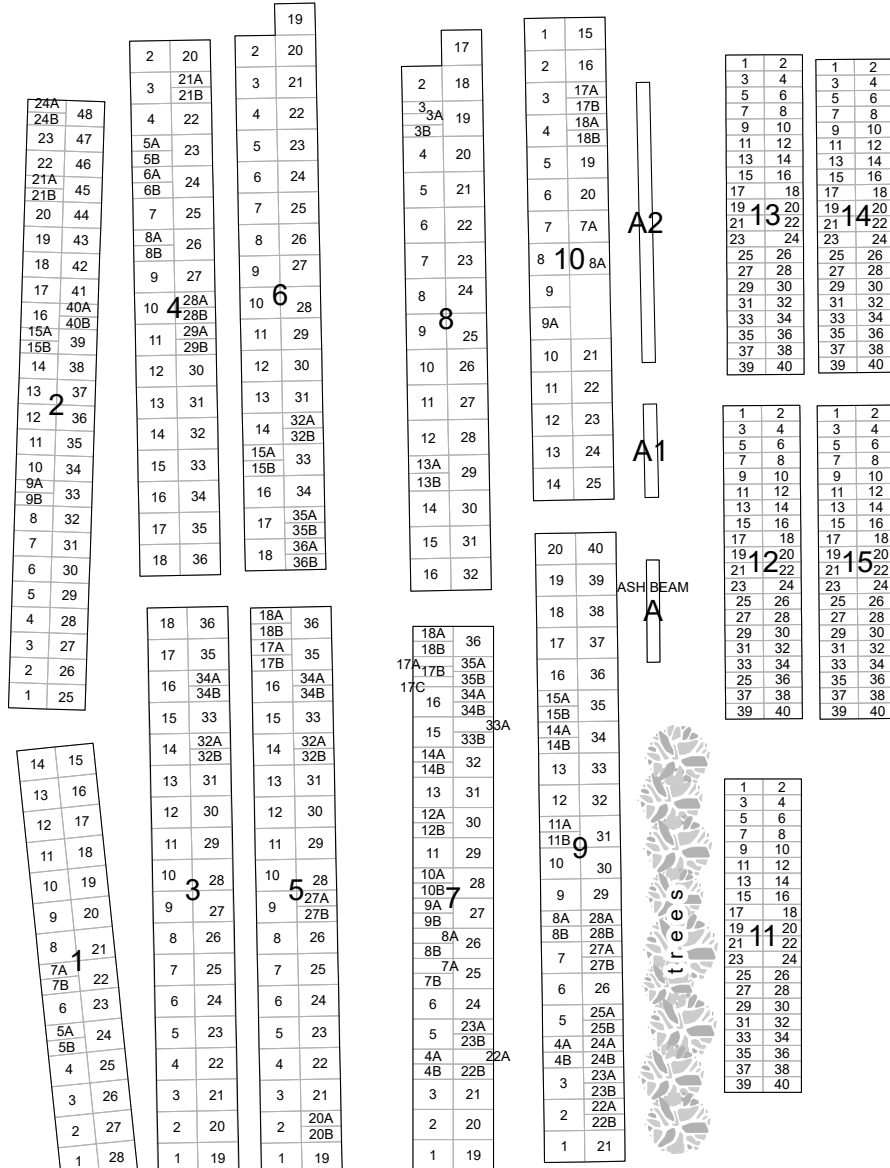 24A
24B 48
23 47
22 46
21A
21B 45
20 44
19 43
18 42
17 41
16 40A
40B
15A
15B 39
14 38
13 37
2
12 36
11 35
10 34
9A
9B 33
8 32
7 31
6 30
5 29
4 28
3 27
2 26
1 25
2 20
3 21A
21B
4 22
5A
5B 23
6A
6B 24
7 25
8A
8B 26
9 27
10 4 28A
28B
11 29A
29B
12 30
13 31
14 32
15 33
16 34
17 35
18 36
19
2 20
3 21
4 22
5 23
6 24
7 25
8 26
9 27
6
10 28
11 29
12 30
13 31
14 32A
32B
15A
15B 33
16 34
17 35A
35B
18 36A
36B
17
2 18
3
3A 19
3B
4 20
5 21
6 22
7 23
8 24
8
9 25
10 26
11 27
12 28
13A
13B 29
14 30
15 31
16 32
1 15
2 16
3 17A
17B
4 18A
18B
5 19
6 20
7 7A
8 10 8A
9
9A
10 21
11 22
12 23
13 24
14 25
A2
A1
ASH BEAM
A
1 2
3 4
5 6
7 8
9 10
11 12
13 14
15 16
17 18
19 13 20
21 22
23 24
25 26
27 28
29 30
31 32
33 34
35 36
37 38
39 40
1 2
3 4
5 6
7 8
9 10
11 12
13 14
15 16
17 18
19 14 20
21 22
23 24
25 26
27 28
29 30
31 32
33 34
35 36
37 38
39 40
1 2
3 4
5 6
7 8
9 10
11 12
13 14
15 16
17 18
19 12 20
21 22
23 24
25 26
27 28
29 30
31 32
33 34
25 36
37 38
39 40
1 2
3 4
5 6
7 8
9 10
11 12
13 14
15 16
17 18
19 15 20
21 22
23 24
25 26
27 28
29 30
31 32
33 34
35 36
37 38
39 40
14 15
13 16
12 17
11 18
10 19
9 20
8 21
1
7A
7B 22
6 23
5A
5B 24
4 25
3 26
2 27
1 28
18 36
17 35
16 34A
34B
15 33
14 32A
32B
13 31
12 30
11 29
10 28
3
9 27
8 26
7 25
6 24
5 23
4 22
3 21
2 20
1 19
18A
18B 36
17A
17B 35
16 34A
34B
15 33
14 32A
32B
13 31
12 30
11 29
10 28
5
9 27A
27B
8 26
7 25
6 24
5 23
4 22
3 21
2 20A
20B
1 19
18A
18B 36
17A 17B 35A
35B
17C
16 34A
34B
15 33A
33B
14A
14B 32
13 31
12A
12B 30
11 29
10A
10B 28
7
9A
9B 27
8A
8B 26
7A
7B 25
6 24
5 23A
23B
4A 22A
4B 22B
3 21
2 20
1 19
20 40
19 39
18 38
17 37
16 36
15A
15B 35
14A
14B 34
13 33
12 32
11A
11B 31
9
10 30
9 29
8A 28A
8B 28B
7 27A
27B
6 26
5 25A
25B
4A 24A
4B 24B
3 23A
23B
2 22A
22B
1 21
trees
1 2
3 4
5 6
7 8
9 10
11 12
13 14
15 16
17 18
19 11 20
21 22
23 24
25 26
27 28
29 30
31 32
33 34
35 36
37 38
39 40